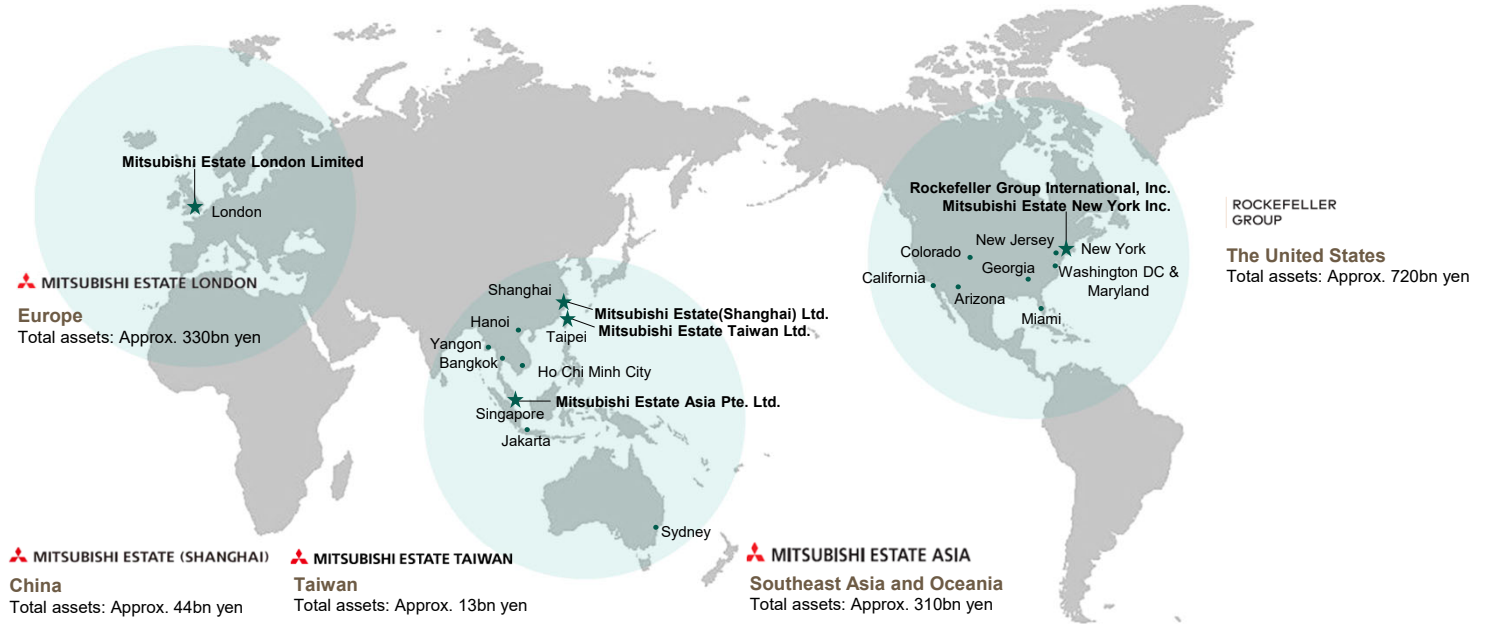 Mitsubishi Estate London Limited
London
MITSUBISHI ESTATE LONDON
Europe
Total assets: Approx. 330bn yen
Shanghai
Mitsubishi Estate(Shanghai) Ltd.
Mitsubishi Estate Taiwan Ltd.
Hanoi
Taipei
Yangon
Bangkok
Ho Chi Minh City
Mitsubishi Estate Asia Pte. Ltd.
Singapore
Jakarta
Sydney
Rockefeller Group International, Inc.
Mitsubishi Estate New York Inc.
New Jersey
New York
Colorado
Georgia
Washington DC &
Maryland
California
Arizona
Miami
ROCKEFELLER
GROUP
The United States
Total assets: Approx. 720bn yen
MITSUBISHI ESTATE (SHANGHAI)
China
Total assets: Approx. 44bn yen
MITSUBISHI ESTATE TAIWAN
Taiwan
Total assets: Approx. 13bn yen
MITSUBISHI ESTATE ASIA
Southeast Asia and Oceania
Total assets: Approx. 310bn yen